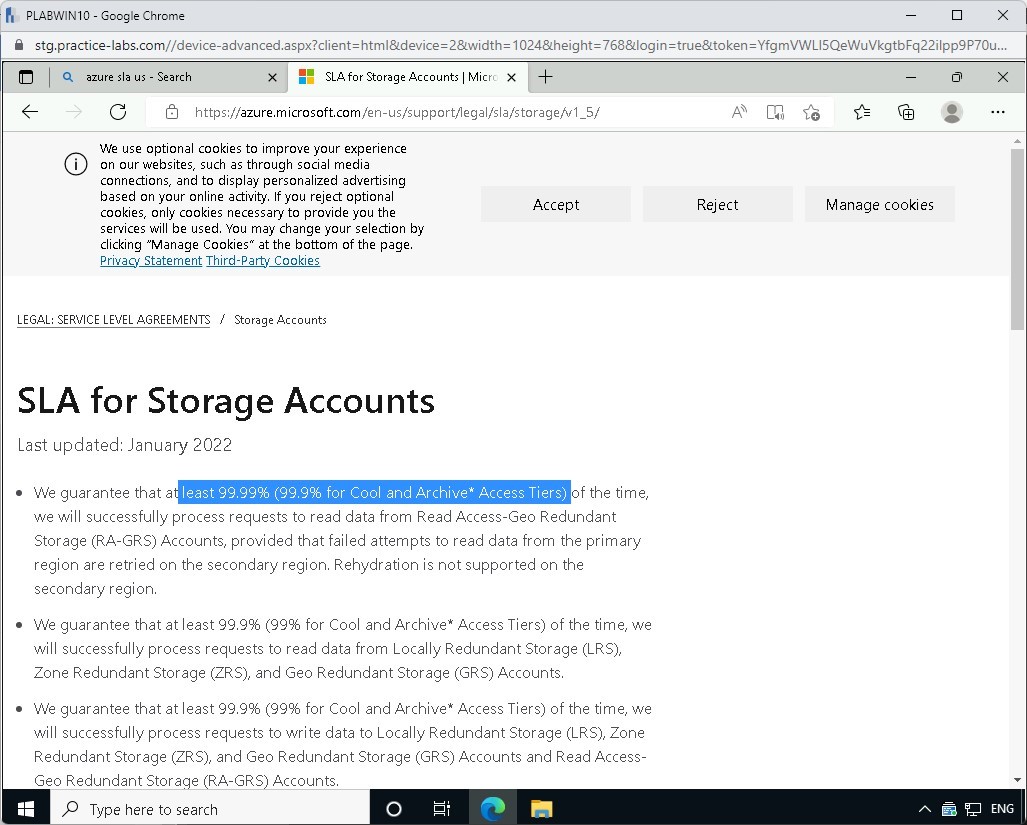 PLABWIN10 - Google Chrome
stg.practice-labs.com//device-advanced.aspx?client=html&device=2&width=1024&height=768&login=true&token=YfgmVWLI5QeWuVkgtbFq22iIpp9P70u...
azure sla us - Search
SLA for Storage Accounts | Micro
https://azure.microsoft.com/en-us/support/legal/sla/storage/v1_5/
We use optional cookies to improve your experience
on our websites, such as through social media
connections, and to display personalized advertising
based on your online activity. If you reject optional
cookies, only cookies necessary to provide you the
services will be used. You may change your selection by
clicking "Manage Cookies" at the bottom of the page.
Privacy Statement Third-Party Cookies
Accept
Reject
Manage cookies
LEGAL: SERVICE LEVEL AGREEMENTS / Storage Accounts
SLA for Storage Accounts
Last updated: January 2022
• We guarantee that at least 99.99% (99.9% for Cool and Archive* Access Tiers) of the time,
we will successfully process requests to read data from Read Access-Geo Redundant
Storage (RA-GRS) Accounts, provided that failed attempts to read data from the primary
region are retried on the secondary region. Rehydration is not supported on the
secondary region.
• We guarantee that at least 99.9% (99% for Cool and Archive* Access Tiers) of the time, we
will successfully process requests to read data from Locally Redundant Storage (LRS),
Zone Redundant Storage (ZRS), and Geo Redundant Storage (GRS) Accounts.
• We guarantee that at least 99.9% (99% for Cool and Archive* Access Tiers) of the time, we
will successfully process requests to write data to Locally Redundant Storage (LRS), Zone
Redundant Storage (ZRS), and Geo Redundant Storage (GRS) Accounts and Read Access-
Geo Redundant Storage (RA-GRS) Accounts.
Type here to search
ENG